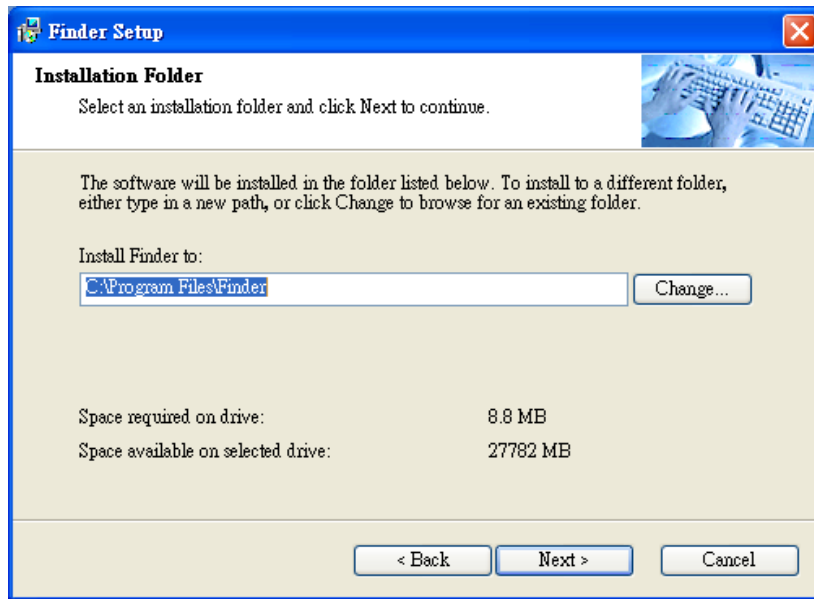 Finder Setup
Installation Folder
Select an installation folder and click Next to continue.
The software will be installed in the folder listed below. To install to a different folder,
either type in a new path, or click Change to browse for an existing folder.
Install Finder to:
C:\Program Files\Finder
Change...
Space required on drive: 8.8 MB
Space available on selected drive: 27782 MB
< Back Next > Cancel